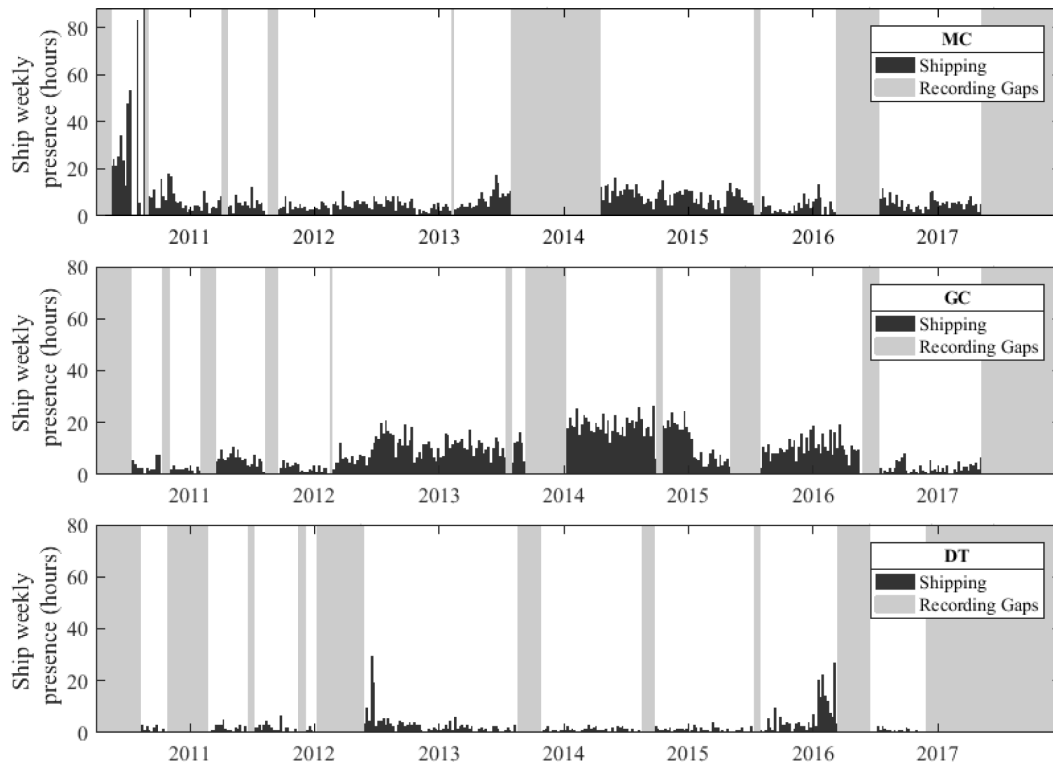 Ship weekly
presence (hours)
80
60
40
20
0
MC
Shipping
Recording Gaps
2011 2012 2013 2014 2015 2016 2017
Ship weekly
presence (hours)
80
60
40
20
0
GC
Shipping
Recording Gaps
2011 2012 2013 2014 2015 2016 2017
Ship weekly
presence (hours)
80
60
40
20
0
DT
Shipping
Recording Gaps
2011 2012 2013 2014 2015 2016 2017